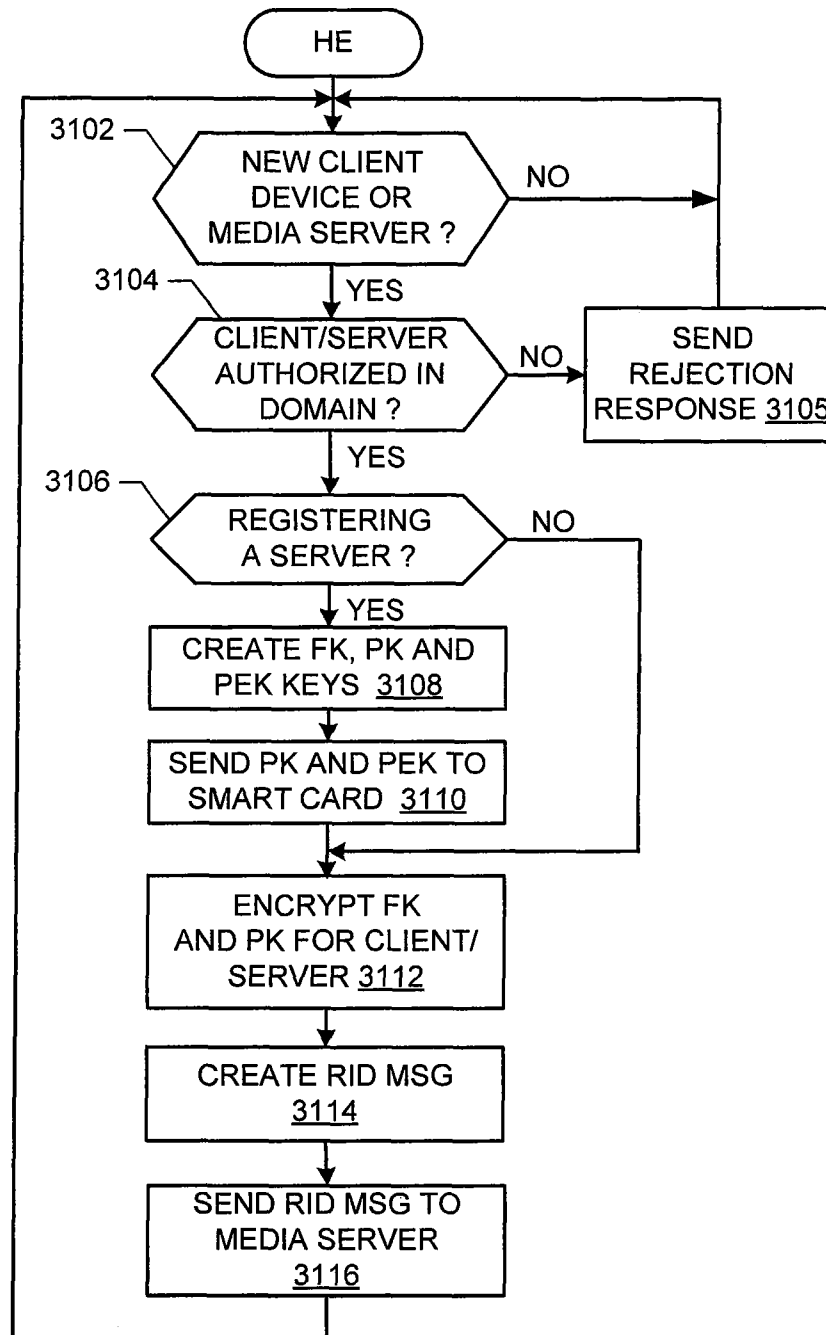 HE
3102
NEW CLIENT
DEVICE OR
MEDIA SERVER ?
NO
YES
3104
CLIENT/SERVER
AUTHORIZED IN
DOMAIN ?
NO
SEND
REJECTION
RESPONSE 3105
YES
3106
REGISTERING
A SERVER ?
NO
YES
CREATE FK, PK AND
PEK KEYS 3108
SEND PK AND PEK TO
SMART CARD 3110
ENCRYPT FK
AND PK FOR CLIENT/
SERVER 3112
CREATE RID MSG
3114
SEND RID MSG TO
MEDIA SERVER
3116